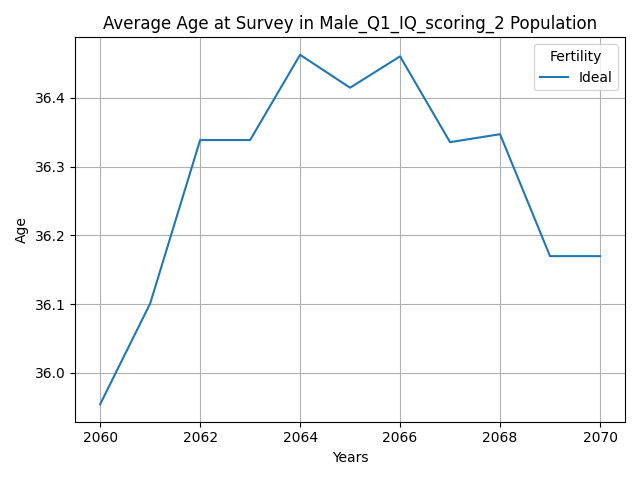 Average Age at Survey in Male_Q1_IQ_scoring_2 Population
Fertility
Ideal
36.4
36.3
36.2
36.1
36.0
Age
2060
2062
2064
2066
2068
2070
Years